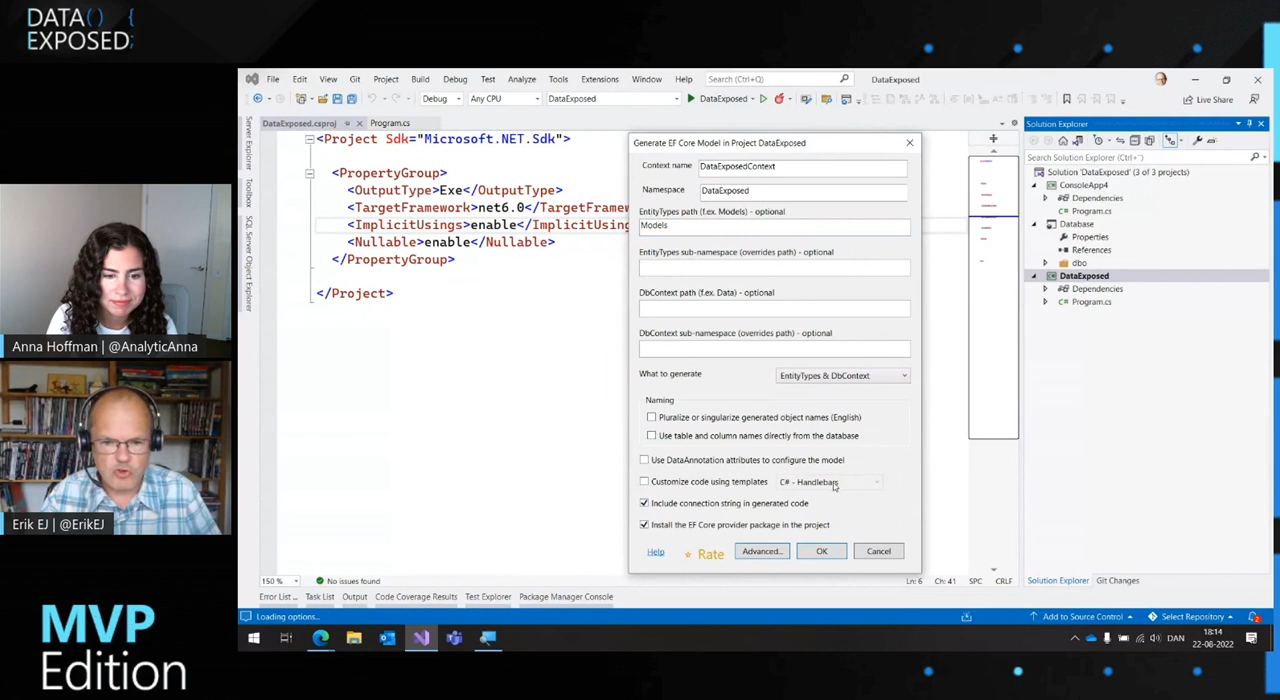 DATA() {
EXPOSED;
File Edit View Git Project Build Debug Test Analyze Tools Extensions Window Help Search (Ctrl+Q) DataExposed
Debug Any CPU DataExposed DataExposed Live Share
DataExposed.csproj Program.cs
Server Explorer
Toolbox
SQL Server Object Explorer
<Project Sdk="Microsoft.NET.Sdk">
<PropertyGroup>
<OutputType>Exe</OutputType>
<TargetFramework>net6.0</TargetFramew
<ImplicitUsings>enable</ImplicitUsing
<Nullable>enable</Nullable>
</PropertyGroup>
</Project>
Generate EF Core Model in Project DataExposed
Context name DataExposedContext
Namespace DataExposed
EntityTypes path (f.ex. Models) - optional
Models
EntityTypes sub-namespace (overrides path) - optional
DbContext path (f.ex. Data) - optional
DbContext sub-namespace (overrides path) - optional
What to generate EntityTypes & DbContext
Naming
Pluralize or singularize generated object names (English)
Use table and column names directly from the database
Use DataAnnotation attributes to configure the model
Customize code using templates C# - Handlebars
Include connection string in generated code
Install the EF Core provider package in the project
Help Rate Advanced... OK Cancel
Solution Explorer
Search Solution Explorer (Ctrl+')
Solution 'DataExposed' (3 of 3 projects)
ConsoleApp4
Dependencies
Program.cs
Database
Properties
References
dbo
DataExposed
Dependencies
Program.cs
Solution Explorer Git Changes
150 % No issues found Ln: 6 Ch: 41 SPC CRLF
Error List ... Task List Output Code Coverage Results Test Explorer Package Manager Console
Loading options... Add to Source Control Select Repository 2
DAN 18:14
22-08-2022
Anna Hoffman | @AnalyticAnna
Erik EJ | @ErikEJ
MVP
Edition